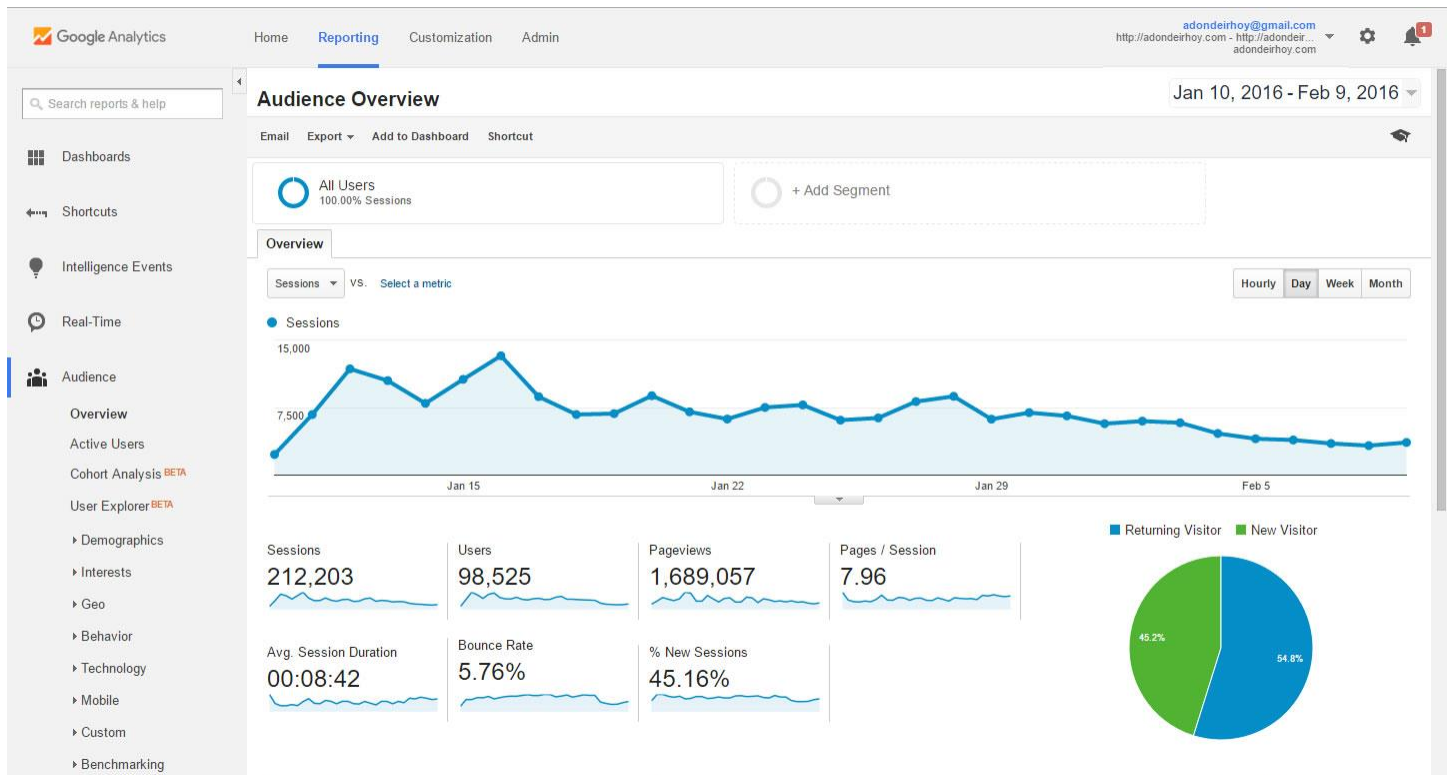 Google Analytics
Home Reporting Customization Admin
adondeirhoy@gmail.com
http://adondeirhoy.com - http://adondeir...
adondeirhoy.com
1
Search reports & help
Dashboards
Shortcuts
Intelligence Events
Real-Time
Audience
Overview
Active Users
Cohort Analysis BETA
User Explorer BETA
Demographics
Interests
Geo
Behavior
Technology
Mobile
Custom
Benchmarking
Audience Overview
Jan 10, 2016 - Feb 9, 2016
Email Export Add to Dashboard Shortcut
All Users
100.00% Sessions
+ Add Segment
Overview
Sessions VS. Select a metric
Hourly Day Week Month
Sessions
15,000
7,500
Jan 15 Jan 22 Jan 29 Feb 5
Sessions
212,203
Users
98,525
Pageviews
1,689,057
Pages / Session
7.96
Avg. Session Duration
00:08:42
Bounce Rate
5.76%
% New Sessions
45.16%
Returning Visitor New Visitor
45.2%
54.8%